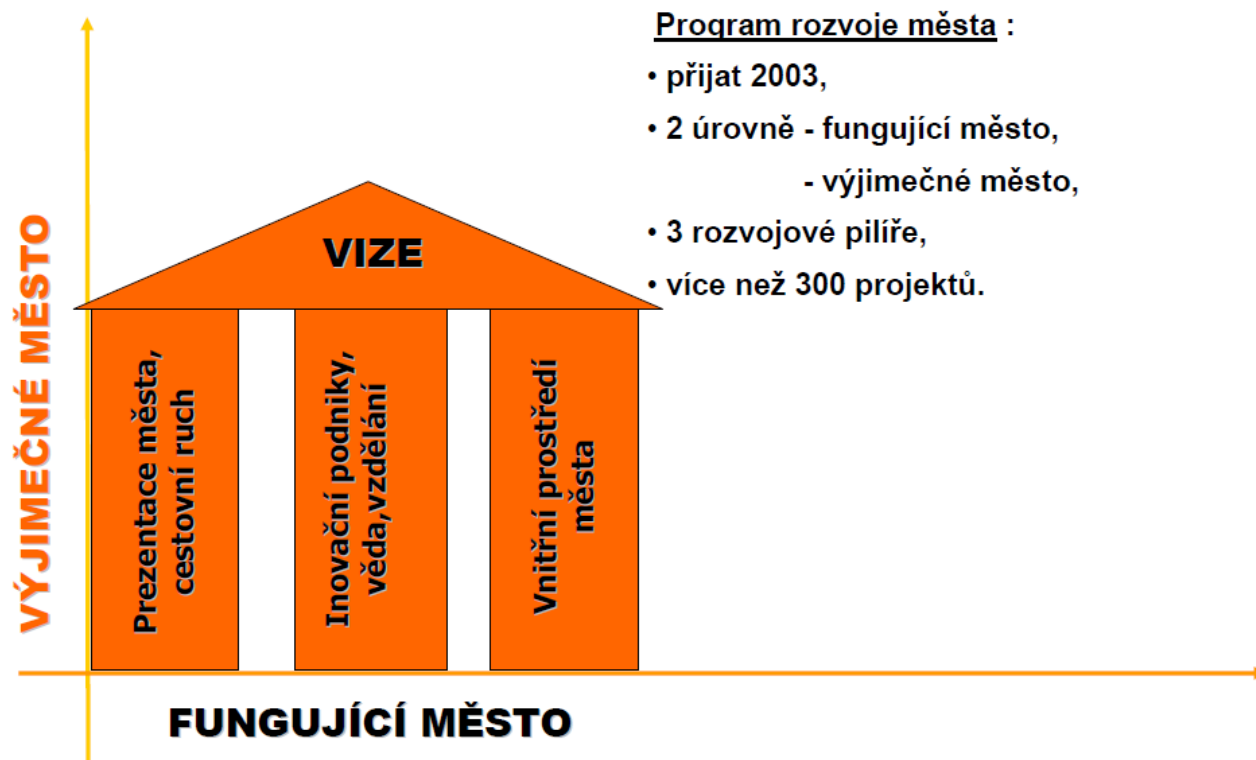 Program rozvoje města :
• přijat 2003,
• 2 úrovně - fungující město,
- výjimečné město,
• 3 rozvojové pilíře,
• více než 300 projektů.
VÝJIMEČNÉ MĚSTO
VIZE
Prezentace města,
cestovní ruch
Inovační podniky,
věda,vzdělání
Vnitřní prostředí
města
FUNGUJÍCÍ MĚSTO